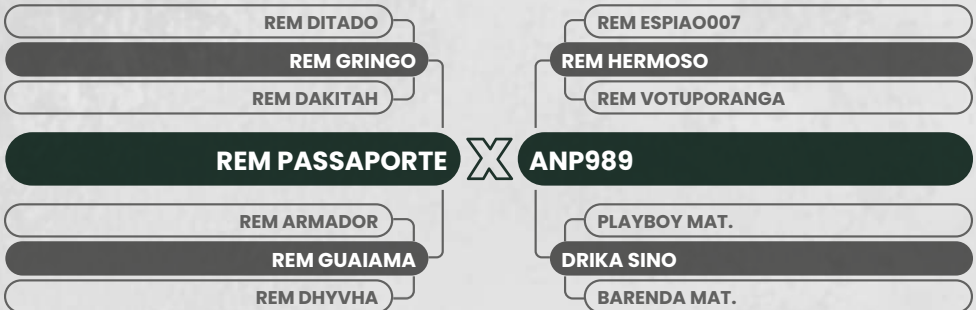 REM DITADO
REM GRINGO
REM DAKITAH
REM PASSAPORTE
REM ARMADOR
REM GUAIAMA
REM DHYVHA
X
REM ESPIAO007
REM HERMOSO
REM VOTUPORANGA
ANP989
PLAYBOY MAT.
DRIKA SINO
BARENDA MAT.